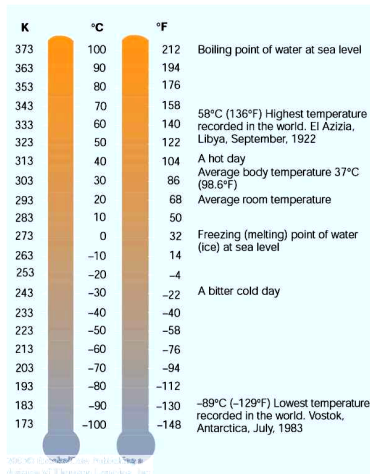 K °C °F
373 100 212 Boiling point of water at sea level
363 90 194
353 80 176
343 70 158
58°C (136°F) Highest temperature
333 60 140 recorded in the world. El Azizia,
323 50 122 Libya, September, 1922
313 40 104 A hot day
Average body temperature 37°C
303 30 86 (98.6°F)
293 20 68 Average room temperature
283 10 50
273 0 32 Freezing (melting) point of water
(ice) at sea level
263 –10 14
253 –20 –4
243 –30 –22 A bitter cold day
233 –40 –40
223 –50 –58
213 –60 –76
203 –70 –94
193 –80 –112
–89°C (–129°F) Lowest temperature
183 –90 –130 recorded in the world. Vostok,
173 –100 –148 Antarctica, July, 1983